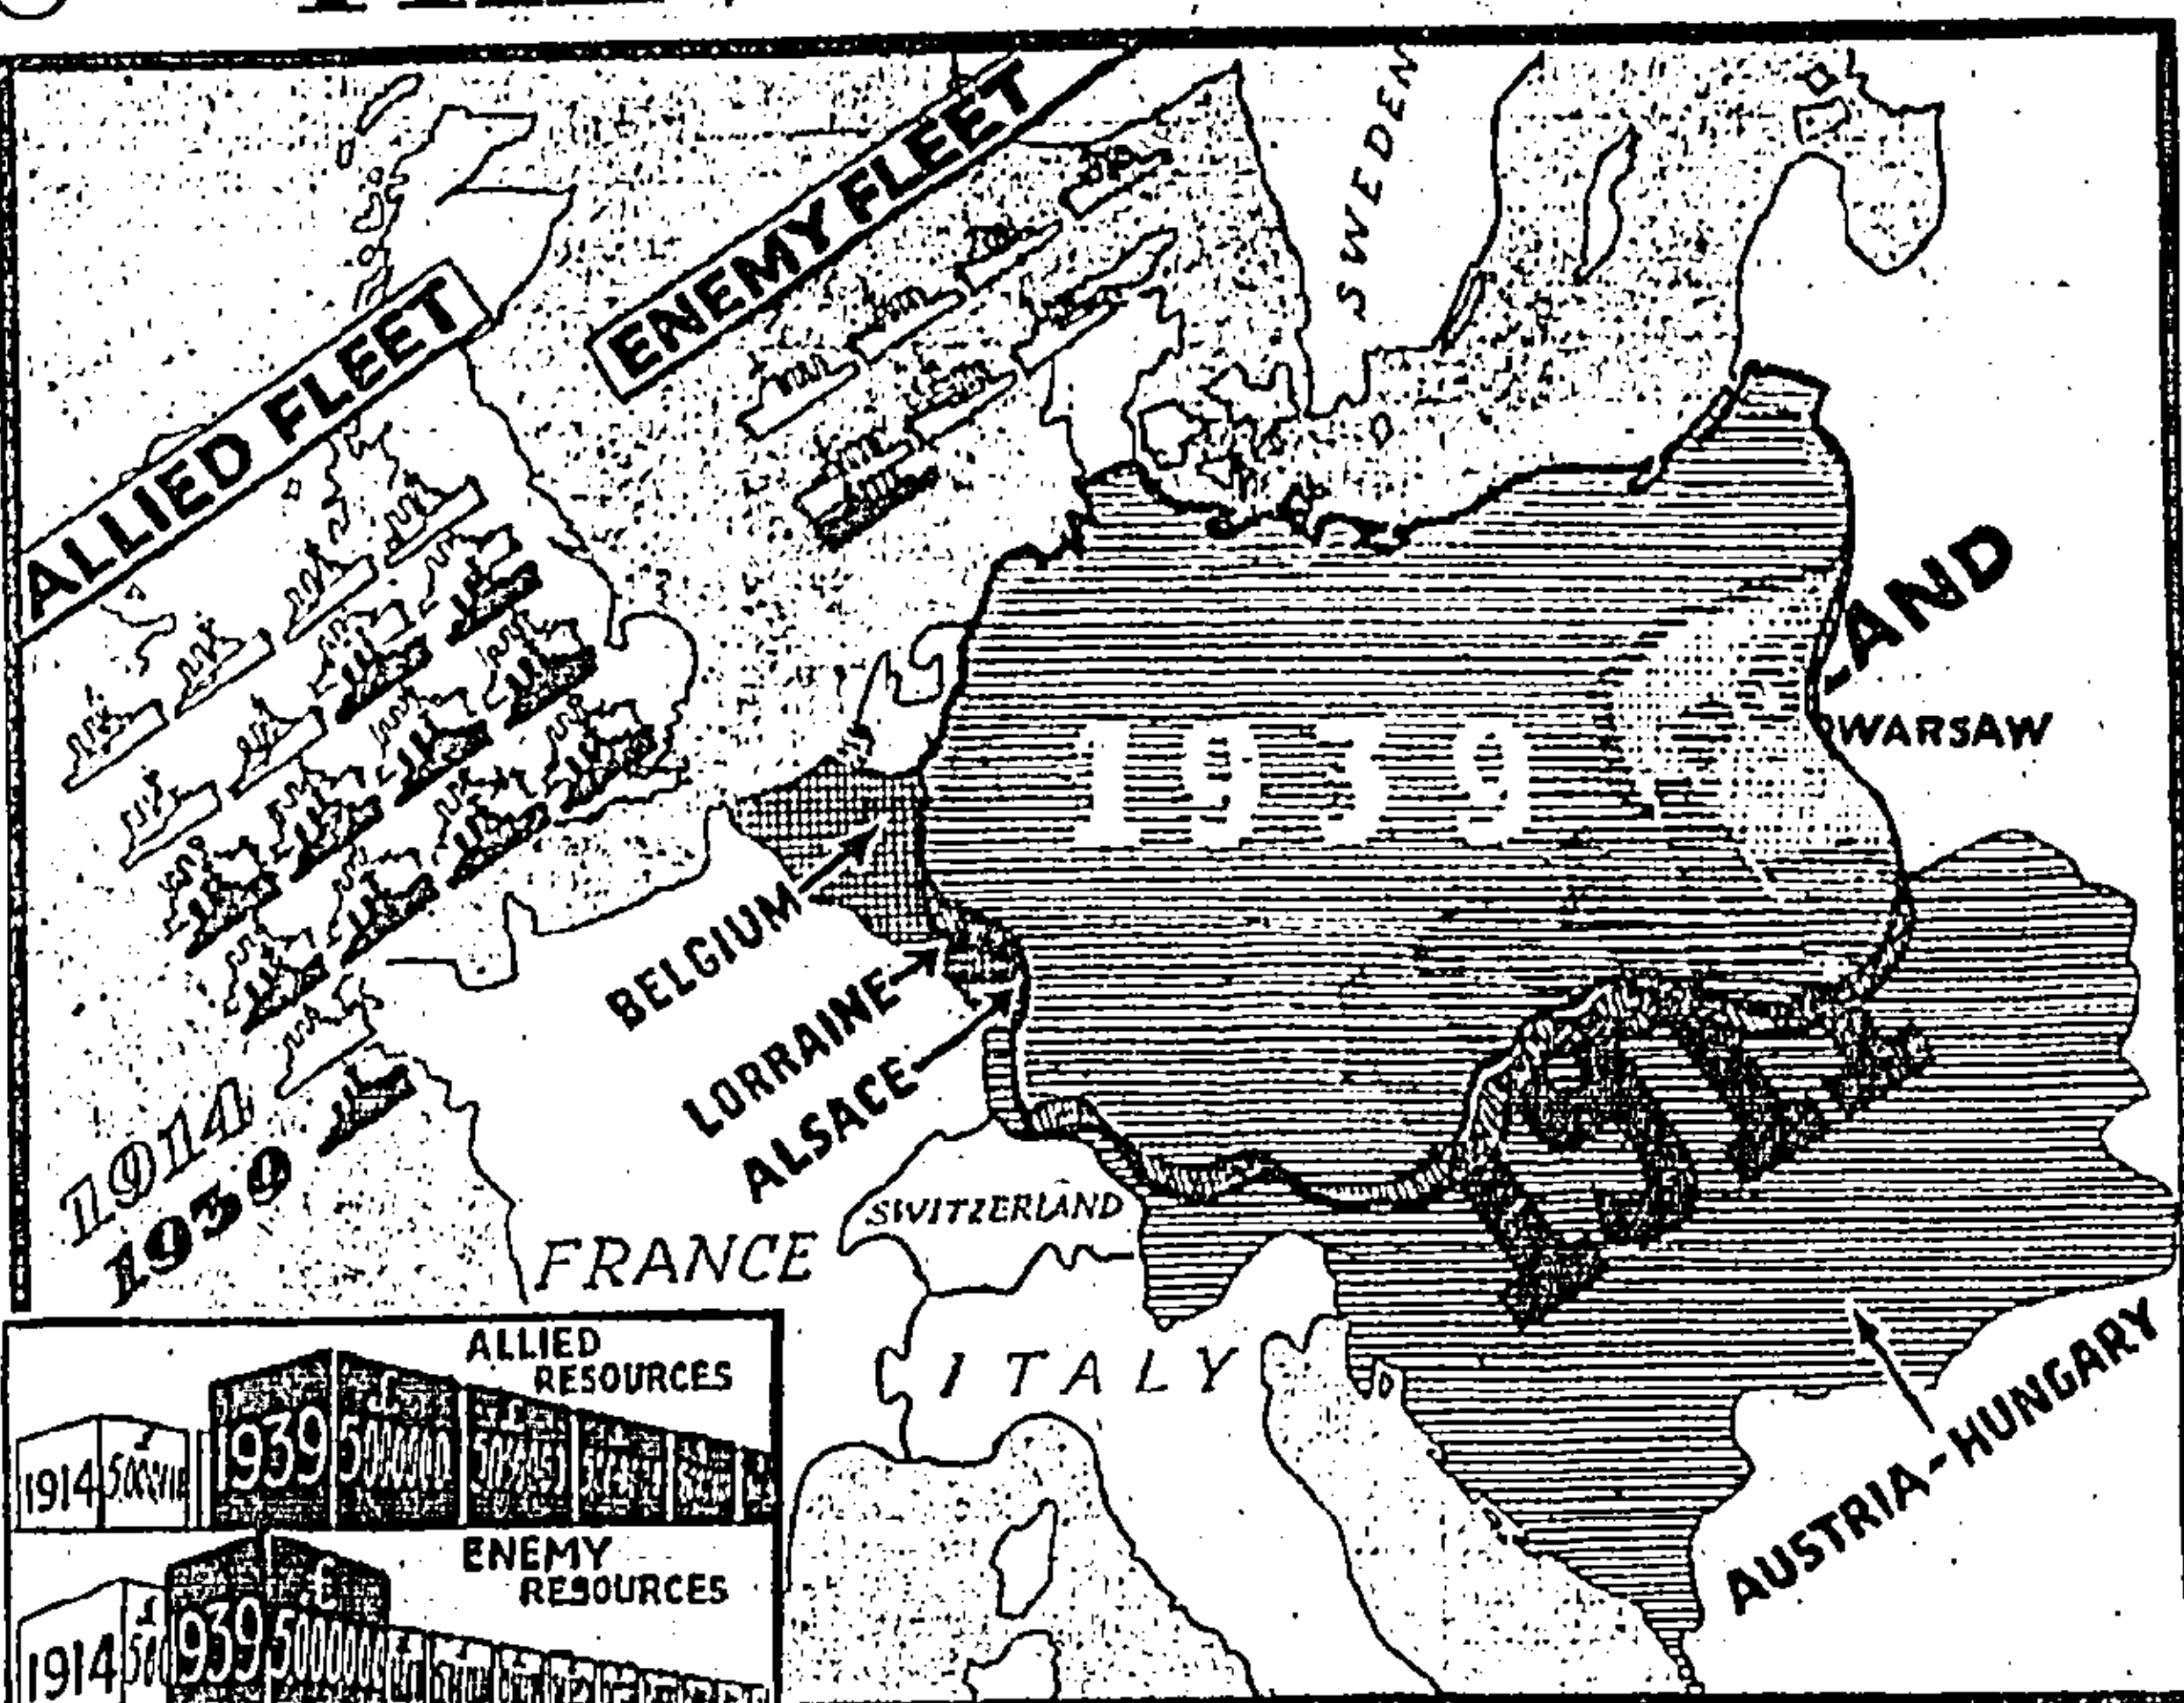 ALLIED FLEET
ENEMY FLEET
SWEDEN
LAND
WARSAW
1939
BELGIUM
LORRAINE
ALSACE
SWITZERLAND
FRANCE
ITALY
AUSTRIA-HUNGARY
1914
1939
ALLIED
RESOURCES
1914
1939
ENEMY
RESOURCES
1914
1939